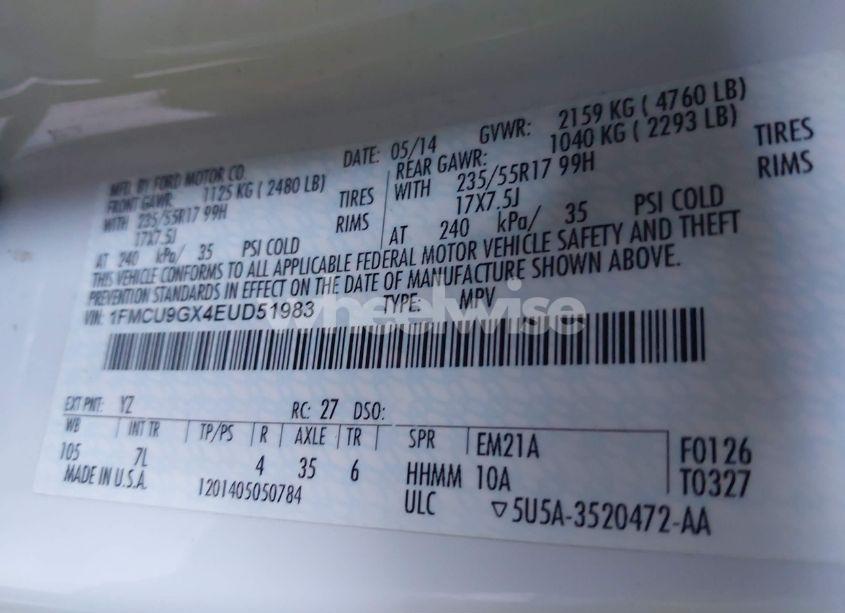 MFD. BY FORD MOTOR CO. DATE: 05/14 GVWR: 2159 KG ( 4760 LB)
FRONT GAWR: 1125 KG ( 2480 LB) REAR GAWR: 1040 KG ( 2293 LB)
WITH 235/55R17 99H TIRES WITH 235/55R17 99H TIRES
17X7.5J RIMS 17X7.5J RIMS
AT 240 kPa/ 35 PSI COLD AT 240 kPa/ 35 PSI COLD
THIS VEHICLE CONFORMS TO ALL APPLICABLE FEDERAL MOTOR VEHICLE SAFETY AND THEFT
PREVENTION STANDARDS IN EFFECT ON THE DATE OF MANUFACTURE SHOWN ABOVE.
VIN: 1FMCU9GX4EUD51983 TYPE: MPV
wheelwise
EXT PNT: YZ RC: 27 DSO:
WB INT TR TP/PS R AXLE TR SPR EM21A F0126
105 7L 4 35 6 HHMM 10A T0327
MADE IN U.S.A. 1201405050784 ULC ▽5U5A-3520472-AA